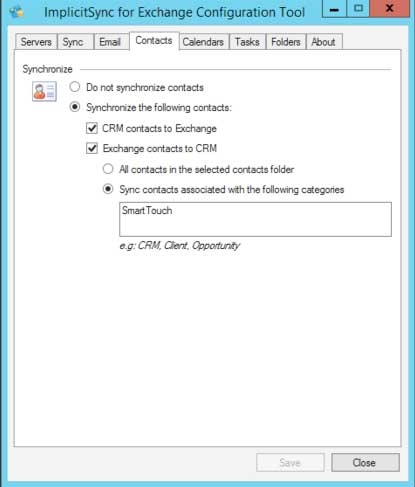 ImplicitSync for Exchange Configuration Tool
Servers Sync Email Contacts Calendars Tasks Folders About
Synchronize
Do not synchronize contacts
Synchronize the following contacts:
CRM contacts to Exchange
Exchange contacts to CRM
All contacts in the selected contacts folder
Sync contacts associated with the following categories
SmartTouch
e.g: CRM, Client, Opportunity
Save Close